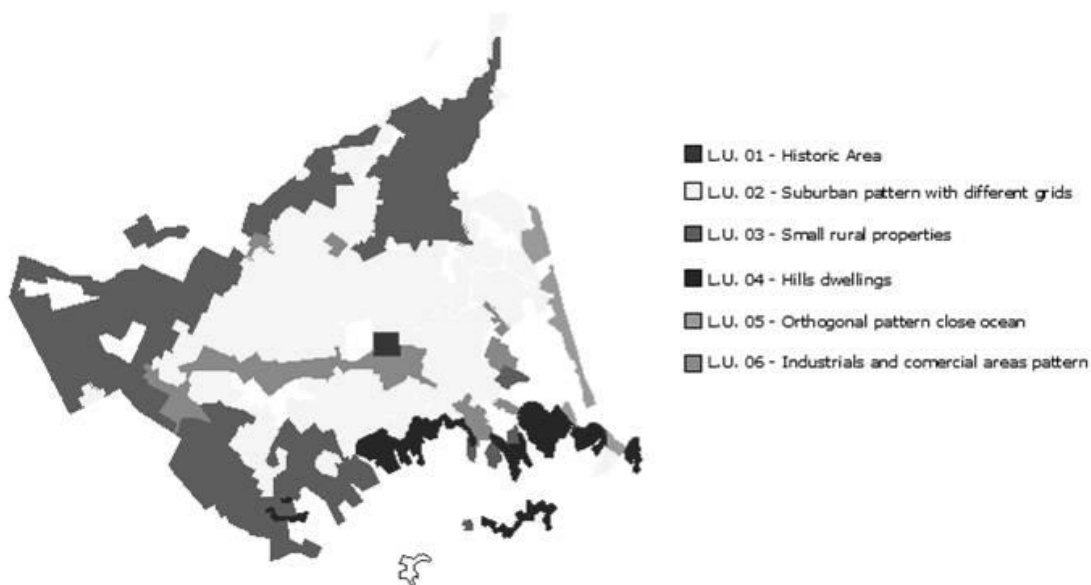 L.U. 01 - Historic Area
L.U. 02 - Suburban pattern with different grids
L.U. 03 - Small rural properties
L.U. 04 - Hills dwellings
L.U. 05 - Orthogonal pattern close ocean
L.U. 06 - Industrials and comercial areas pattern